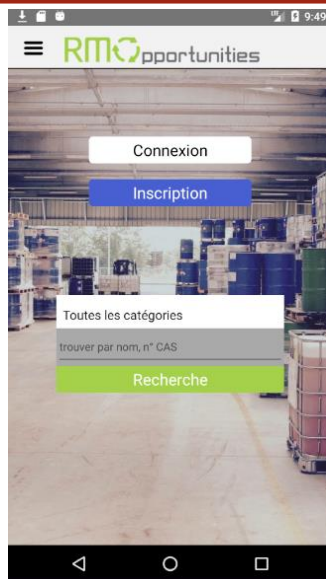 9:49
RMOpportunities
Connexion
Inscription
Toutes les catégories
trouver par nom, n° CAS
Recherche